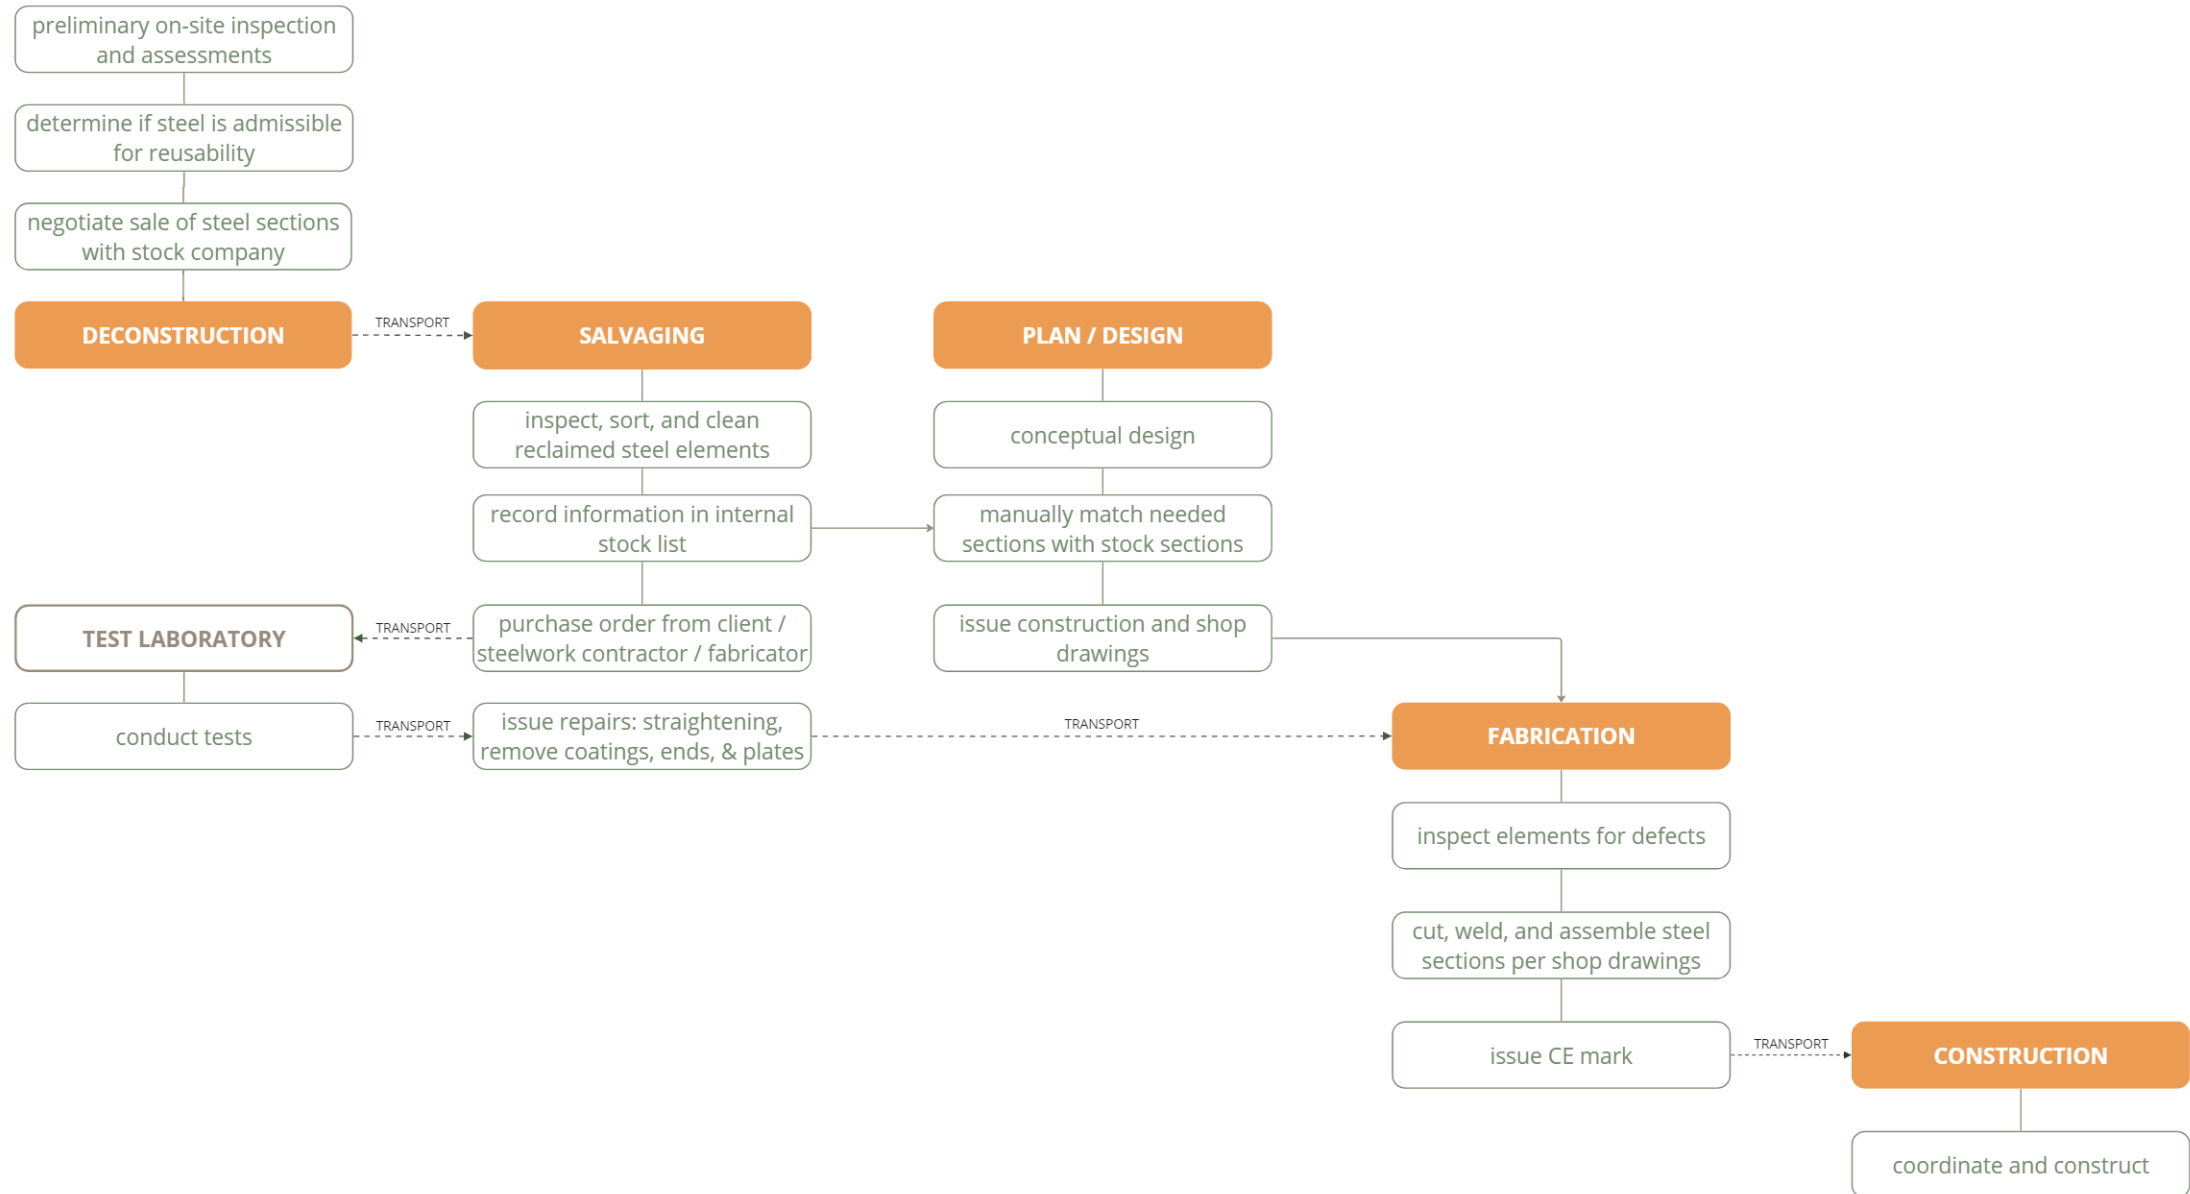 preliminary on-site inspection
and assessments
determine if steel is admissible
for reusability
negotiate sale of steel sections
with stock company
DECONSTRUCTION
TRANSPORT
SALVAGING
PLAN / DESIGN
inspect, sort, and clean
reclaimed steel elements
conceptual design
record information in internal
stock list
manually match needed
sections with stock sections
TEST LABORATORY
TRANSPORT
purchase order from client /
steelwork contractor / fabricator
issue construction and shop
drawings
conduct tests
TRANSPORT
issue repairs: straightening,
remove coatings, ends, & plates
TRANSPORT
FABRICATION
inspect elements for defects
cut, weld, and assemble steel
sections per shop drawings
issue CE mark
TRANSPORT
CONSTRUCTION
coordinate and construct